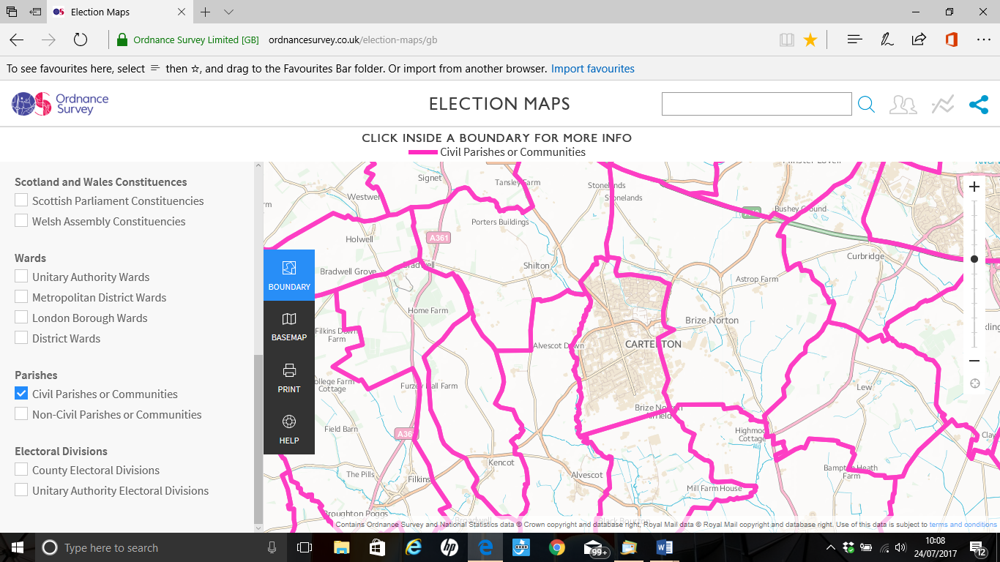 Election Maps
Ordnance Survey Limited [GB] ordnancesurvey.co.uk/election-maps/gb
To see favourites here, select then ☆, and drag to the Favourites Bar folder. Or import from another browser. Import favourites
Ordnance
Survey
ELECTION MAPS
CLICK INSIDE A BOUNDARY FOR MORE INFO
Civil Parishes or Communities
Scotland and Wales Constituences
Scottish Parliament Constituencies
Welsh Assembly Constituencies
Wards
Unitary Authority Wards
Metropolitan District Wards
London Borough Wards
District Wards
Parishes
Civil Parishes or Communities
Non-Civil Parishes or Communities
Electoral Divisions
County Electoral Divisions
Unitary Authority Electoral Divisions
BOUNDARY
BASEMAP
PRINT
HELP
Signet
Tansley Farm
Stonelands
Stonelands
Minster Lovell
Westwell
Porters Buildings
Bushey Ground
Holwell
A361
Bradwell
Bradwell Grove
Shilton
Curbridge
Astrop Farm
Home Farm
Brize Norton
Filkins Down
Farm
Alvescot Down
CARTERTON
College Farm
Cottage
Furzey Hall Farm
Lew
Brize Norton
Airfield
Field Barn
A361
Highmoor
Cottage
Kencot
Bampton Heath
Farm
The Pills
Filkins
Alvescot
Mill Farm House
Broughton Poggs
Broadwell
Black Bourton
Contains Ordnance Survey and National Statistics data © Crown copyright and database right, Royal Mail data © Royal Mail copyright and database right. Use of this data is subject to terms and conditions
Type here to search
hp
99+
10:08
24/07/2017
12